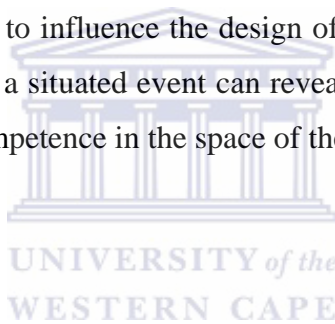 to influence the design of
a situated event can revea
mpetence in the space of the
UNIVERSITY of the
WESTERN CAPE